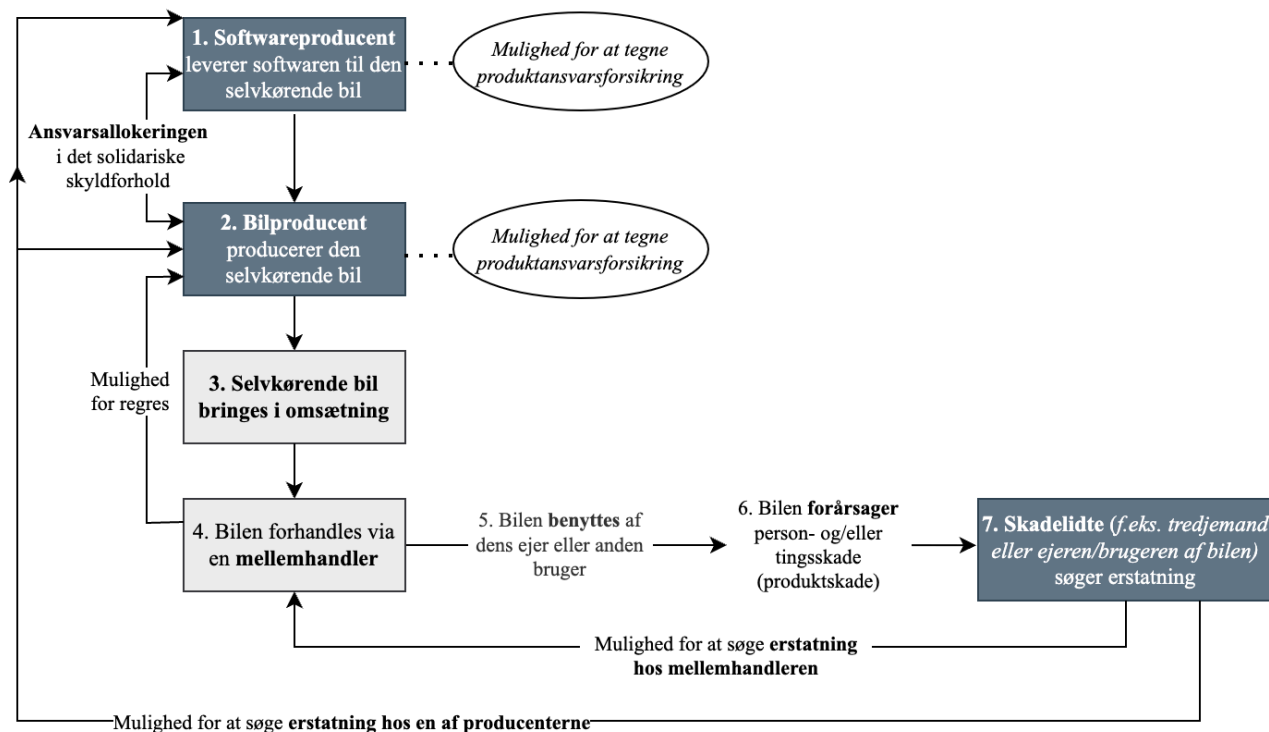 1. Softwareproducent
leverer softwaren til den
selvkørende bil
Mulighed for at tegne
produktansvarsforsikring
Ansvarsallokeringen
i det solidariske
skyldforhold
2. Bilproducent
producerer den
selvkørende bil
Mulighed for at tegne
produktansvarsforsikring
Mulighed
for regres
3. Selvkørende bil
bringes i omsætning
4. Bilen forhandles via
en mellemhandler
5. Bilen benyttes af
dens ejer eller anden
bruger
6. Bilen forårsager
person- og/eller
tingsskade
(produktskade)
7. Skadelidte (f.eks. tredjemand
eller ejeren/brugeren af bilen)
søger erstatning
Mulighed for at søge erstatning
hos mellemhandleren
Mulighed for at søge erstatning hos en af producenterne